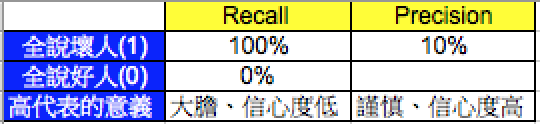 Recall Precision
全說壞人(1) 100% 10%
全說好人(0) 0%
高代表的意義 大膽、信心度低 謹慎、信心度高